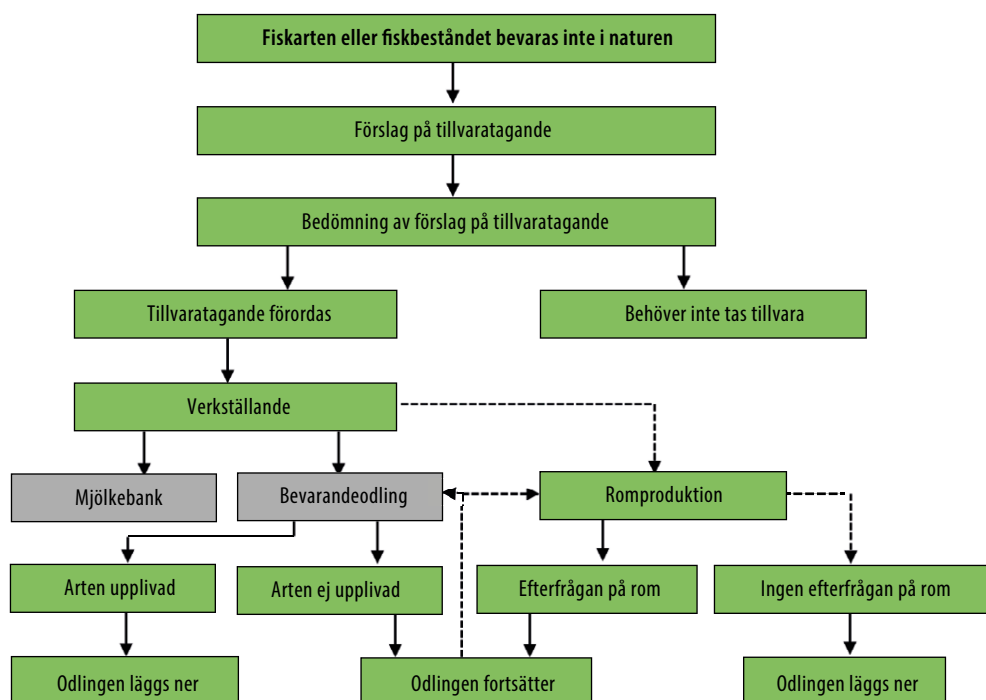 Fiskarten eller fiskbeståndet bevaras inte i naturen
Förslag på tillvaratagande
Bedömning av förslag på tillvaratagande
Tillvaratagande förordas
Behöver inte tas tillvara
Verkställande
Mjölkebank
Bevarandeodling
Romproduktion
Arten upplivad
Arten ej upplivad
Efterfrågan på rom
Ingen efterfrågan på rom
Odlingen läggs ner
Odlingen fortsätter
Odlingen läggs ner